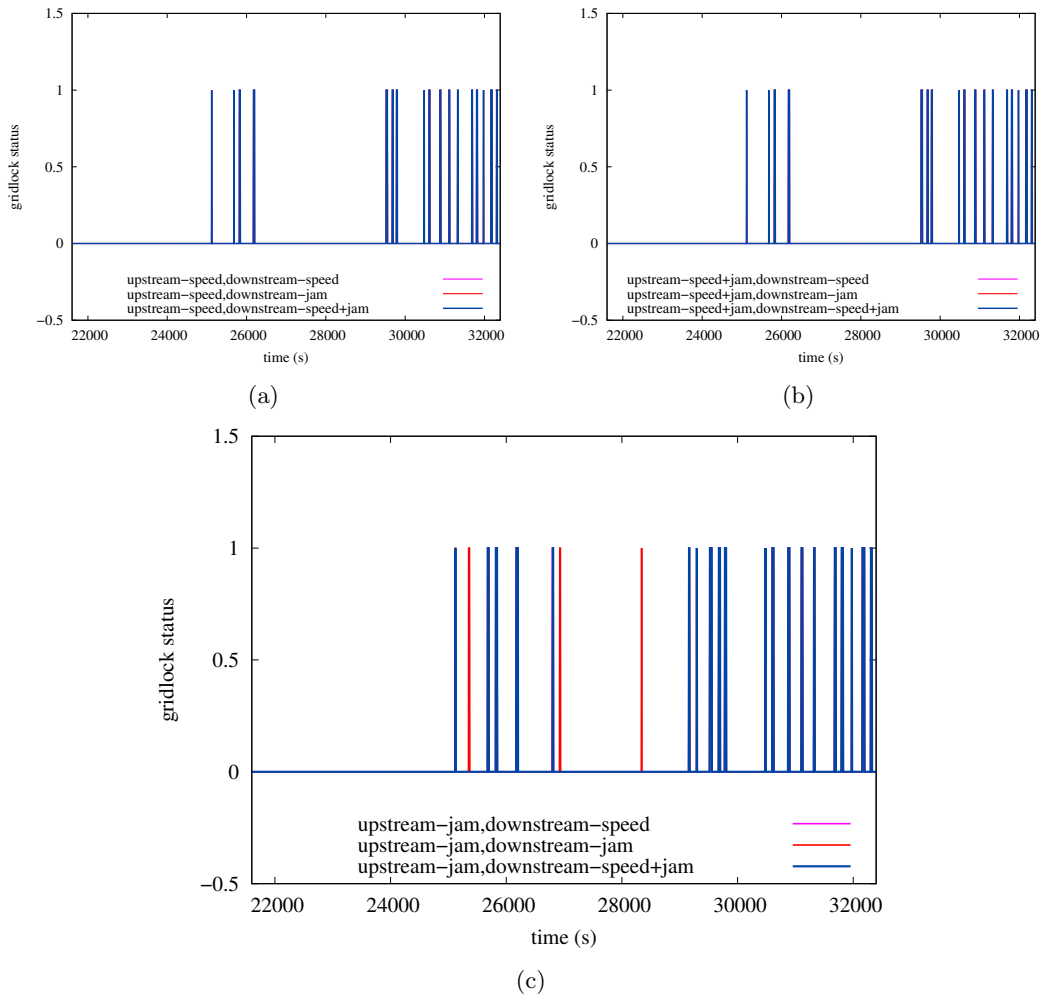 1.5
1
0.5
0
−0.5
gridlock status
upstream−speed,downstream−speed
upstream−speed,downstream−jam
upstream−speed,downstream−speed+jam
22000 24000 26000 28000 30000 32000
time (s)
(a)
1.5
1
0.5
0
−0.5
gridlock status
upstream−speed+jam,downstream−speed
upstream−speed+jam,downstream−jam
upstream−speed+jam,downstream−speed+jam
22000 24000 26000 28000 30000 32000
time (s)
(b)
1.5
1
0.5
0
−0.5
gridlock status
upstream−jam,downstream−speed
upstream−jam,downstream−jam
upstream−jam,downstream−speed+jam
22000 24000 26000 28000 30000 32000
time (s)
(c)